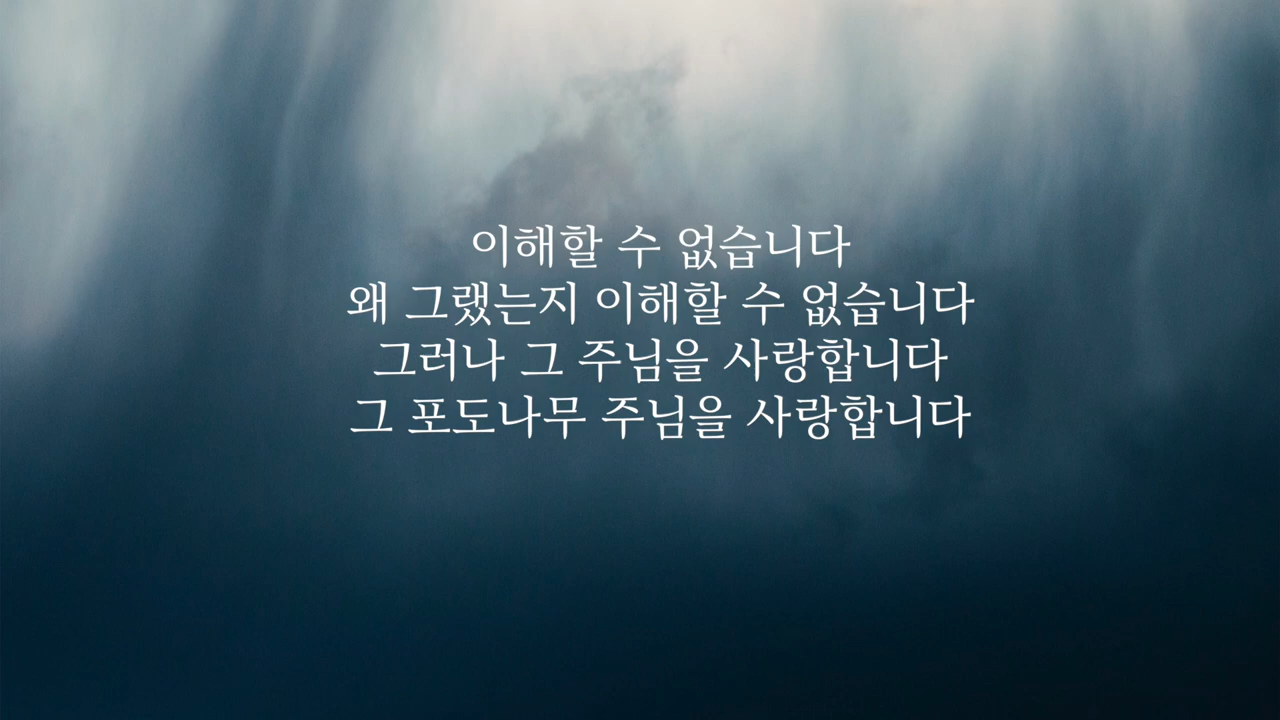 이해할 수 없습니다
왜 그랬는지 이해할 수 없습니다
그러나 그 주님을 사랑합니다
그 포도나무 주님을 사랑합니다